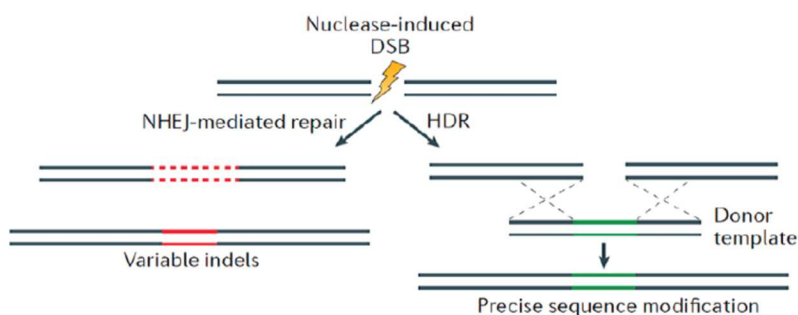 Nuclease-induced
DSB
NHEJ-mediated repair
HDR
Donor
template
Variable indels
Precise sequence modification